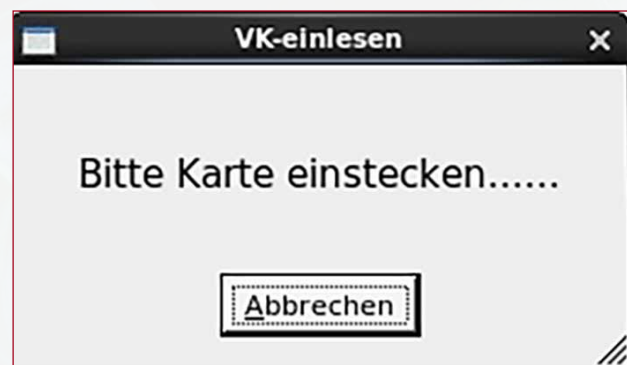 VK-einlesen
Bitte Karte einstecken......
Abbrechen